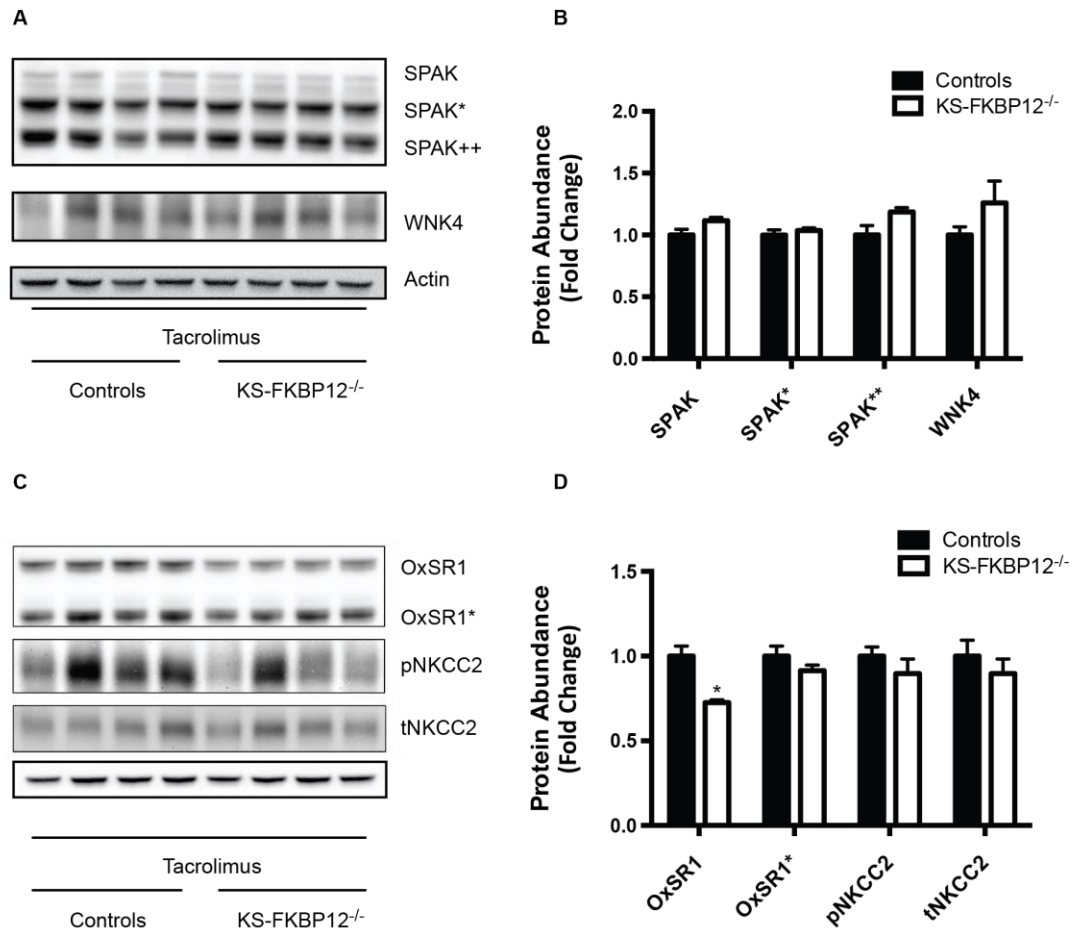 A
SPAK
SPAK*
SPAK++
WNK4
Actin
Tacrolimus
Controls KS-FKBP12-/-
B
Controls
KS-FKBP12-/-
Protein Abundance
(Fold Change)
2.0
1.5
1.0
0.5
0.0
SPAK SPAK* SPAK** WNK4
C
OxSR1
OxSR1*
pNKCC2
tNKCC2
Tacrolimus
Controls KS-FKBP12-/-
D
Controls
KS-FKBP12-/-
Protein Abundance
(Fold Change)
1.5
1.0
0.5
0.0
*
OxSR1 OxSR1* pNKCC2 tNKCC2